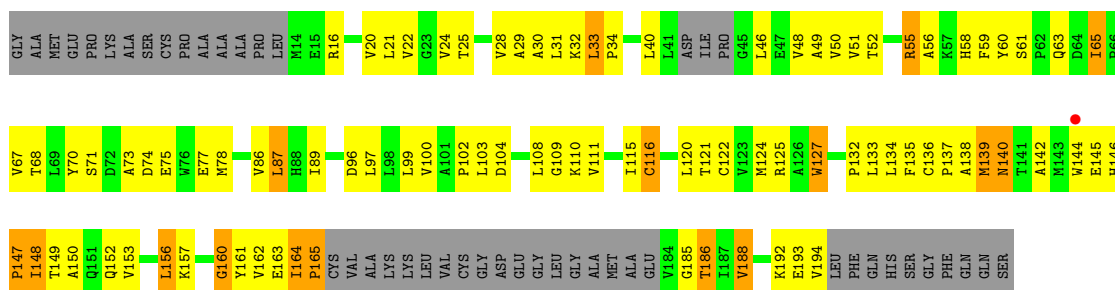 GLY ALA MET GLU PRO LYS ALA SER CYS PRO ALA ALA ALA PRO LEU M14 E15 R16 V20 L21 V22 G23 V24 T25 V28 A29 A30 L31 K32 L33 P34 L40 L41 ASP ILE PRO G45 L46 E47 V48 A49 V50 V51 T52 R55 A56 K57 H58 F59 Y60 S61 P62 Q63 D64 I65 P66
V67 T68 L69 Y70 S71 D72 A73 D74 E75 W76 E77 M78 V86 L87 H88 I89 D96 L97 L98 L99 V100 A101 P102 L103 D104 L108 G109 K110 V111 I115 C116 L120 T121 C122 V123 M124 R125 A126 W127 P132 L133 L134 F135 C136 P137 A138 M139 N140 T141 A142 M143 W144 E145 H146
P147 I148 T149 A150 Q151 Q152 V153 L156 K157 G160 Y161 V162 E163 I164 P165 CYS VAL ALA LYS LYS LEU VAL CYS GLY ASP GLU GLY LEU GLY ALA MET ALA GLU V184 G185 T186 I187 V188 K192 E193 V194 LEU PHE GLN HIS SER GLY PHE GLN GLN SER